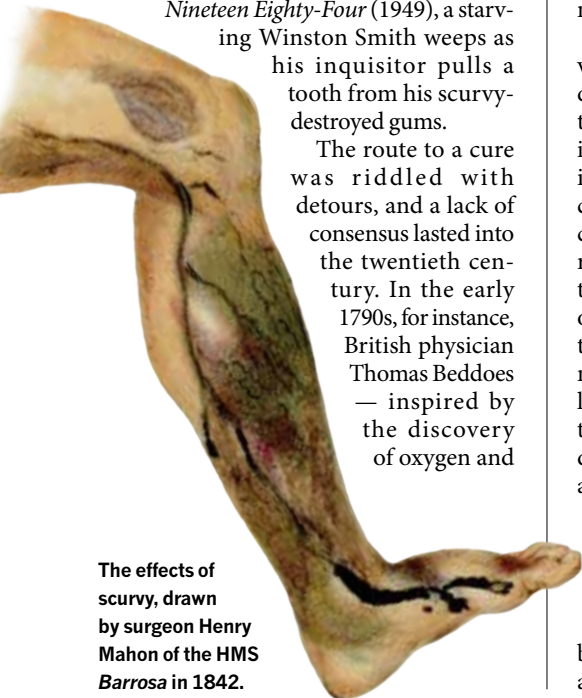 Nineteen Eighty-Four (1949), a starv-
ing Winston Smith weeps as
his inquisitor pulls a
tooth from his scurvy-
destroyed gums.
The route to a cure
was riddled with
detours, and a lack of
consensus lasted into
the twentieth cen-
tury. In the early
1790s, for instance,
British physician
Thomas Beddoes
— inspired by
the discovery
of oxygen and
The effects of
scurvy, drawn
by surgeon Henry
Mahon of the HMS
Barrosa in 1842.